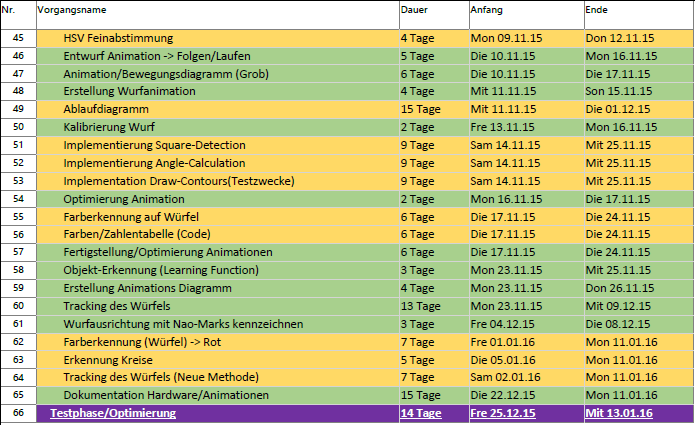 Nr. Vorgangsname Dauer Anfang Ende
45 HSV Feinabstimmung 4 Tage Mon 09.11.15 Don 12.11.15
46 Entwurf Animation -> Folgen/Laufen 5 Tage Die 10.11.15 Mon 16.11.15
47 Animation/Bewegungsdiagramm (Grob) 6 Tage Die 10.11.15 Die 17.11.15
48 Erstellung Wurfanimation 4 Tage Mit 11.11.15 Son 15.11.15
49 Ablaufdiagramm 15 Tage Mit 11.11.15 Die 01.12.15
50 Kalibrierung Wurf 2 Tage Fre 13.11.15 Mon 16.11.15
51 Implementierung Square-Detection 9 Tage Sam 14.11.15 Mit 25.11.15
52 Implementierung Angle-Calculation 9 Tage Sam 14.11.15 Mit 25.11.15
53 Implementation Draw-Contours(Testzwecke) 9 Tage Sam 14.11.15 Mit 25.11.15
54 Optimierung Animation 2 Tage Mon 16.11.15 Die 17.11.15
55 Farberkennung auf Würfel 6 Tage Die 17.11.15 Die 24.11.15
56 Farben/Zahlentabelle (Code) 6 Tage Die 17.11.15 Die 24.11.15
57 Fertigstellung/Optimierung Animationen 6 Tage Die 17.11.15 Die 24.11.15
58 Objekt-Erkennung (Learning Function) 3 Tage Mon 23.11.15 Mit 25.11.15
59 Erstellung Animations Diagramm 4 Tage Mon 23.11.15 Don 26.11.15
60 Tracking des Würfels 13 Tage Mon 23.11.15 Mit 09.12.15
61 Wurfausrichtung mit Nao-Marks kennzeichnen 3 Tage Fre 04.12.15 Die 08.12.15
62 Farberkennung (Würfel) -> Rot 7 Tage Fre 01.01.16 Mon 11.01.16
63 Erkennung Kreise 5 Tage Die 05.01.16 Mon 11.01.16
64 Tracking des Würfels (Neue Methode) 7 Tage Sam 02.01.16 Mon 11.01.16
65 Dokumentation Hardware/Animationen 15 Tage Die 22.12.15 Mon 11.01.16
66 Testphase/Optimierung 14 Tage Fre 25.12.15 Mit 13.01.16